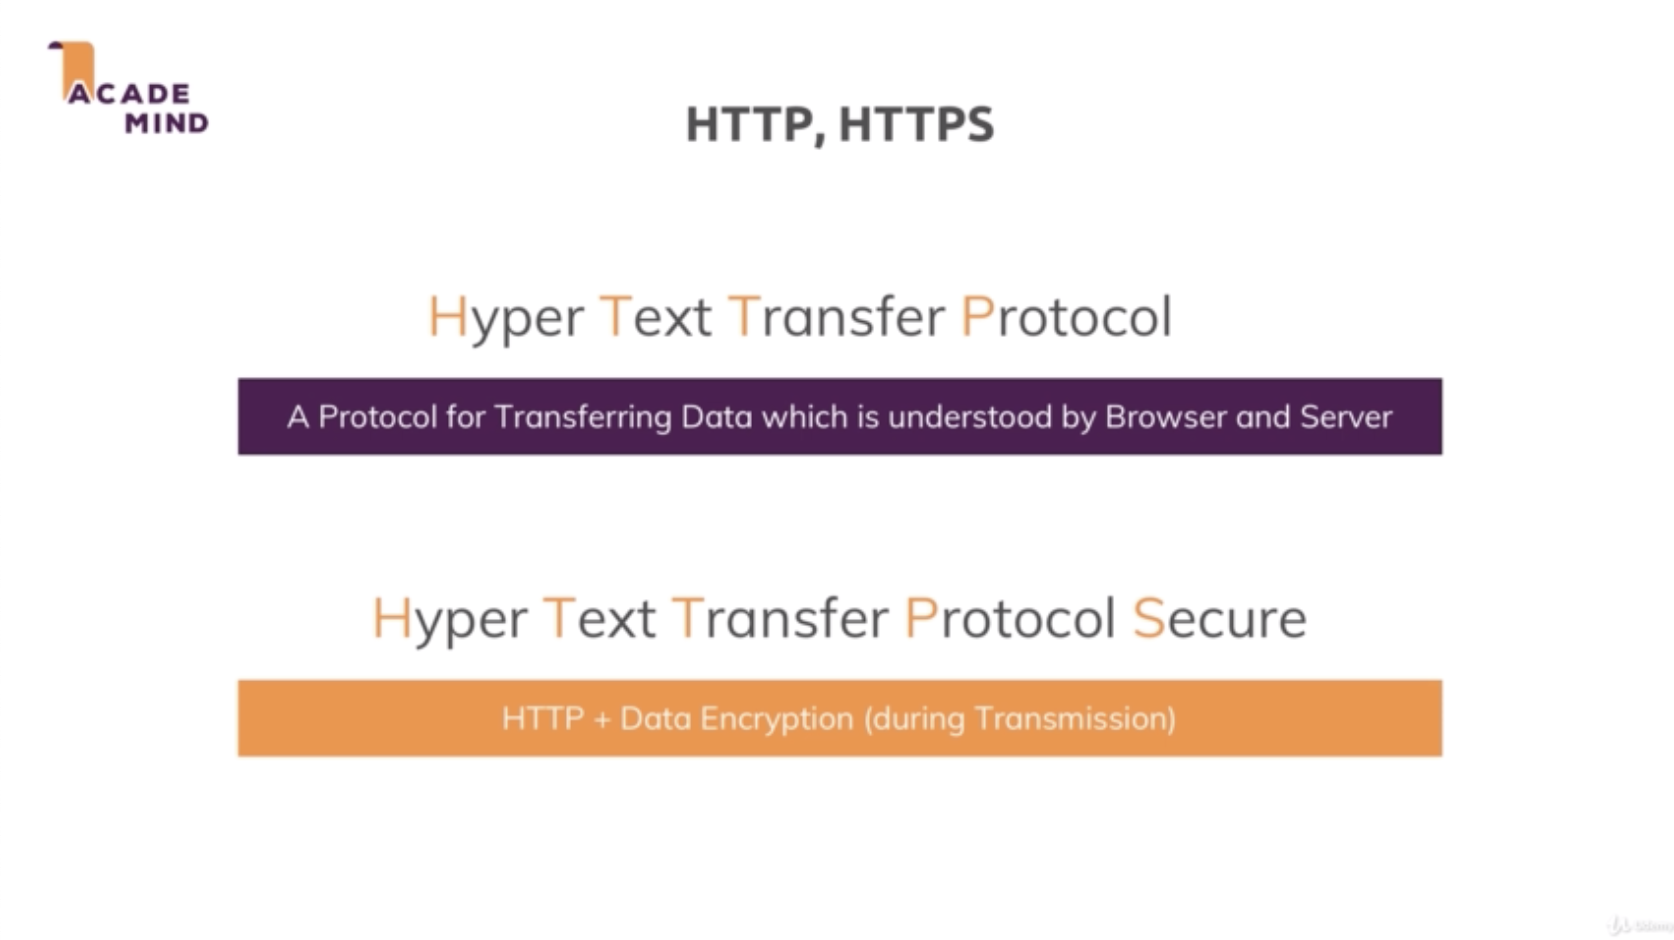 ACADE
MIND
HTTP, HTTPS
Hyper Text Transfer Protocol
A Protocol for Transferring Data which is understood by Browser and Server
Hyper Text Transfer Protocol Secure
HTTP + Data Encryption (during Transmission)
Udemy